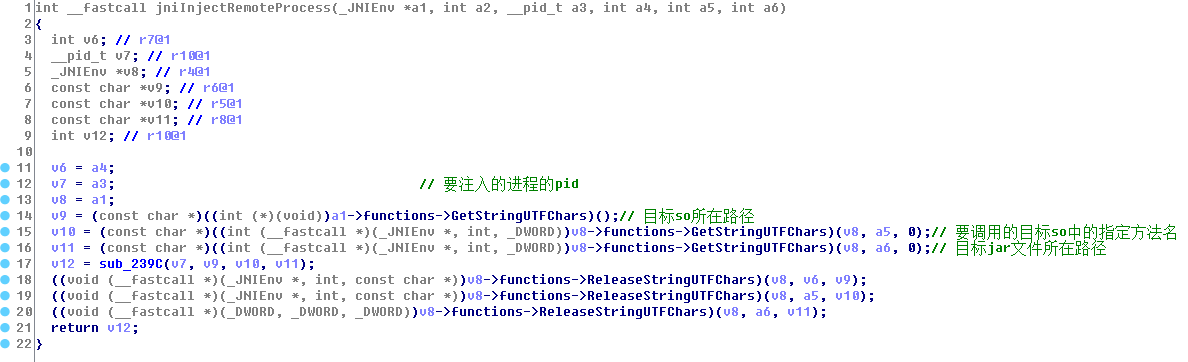 1 int __fastcall jniInjectRemoteProcess(_JNIEnv *a1, int a2, __pid_t a3, int a4, int a5, int a6)
2 {
3 int v6; // r7@1
4 __pid_t v7; // r10@1
5 _JNIEnv *v8; // r4@1
6 const char *v9; // r6@1
7 const char *v10; // r5@1
8 const char *v11; // r8@1
9 int v12; // r10@1
10
11 v6 = a4;
12 v7 = a3; // 要注入的进程的pid
13 v8 = a1;
14 v9 = (const char *)((int (*)(void))a1->functions->GetStringUTFChars)();// 目标so所在路径
15 v10 = (const char *)((int (__fastcall *)(_JNIEnv *, int, _DWORD))v8->functions->GetStringUTFChars)(v8, a5, 0);// 要调用的目标so中的指定方法名
16 v11 = (const char *)((int (__fastcall *)(_JNIEnv *, int, _DWORD))v8->functions->GetStringUTFChars)(v8, a6, 0);// 目标jar文件所在路径
17 v12 = sub_239C(v7, v9, v10, v11);
18 ((void (__fastcall *)(_JNIEnv *, int, const char *))v8->functions->ReleaseStringUTFChars)(v8, v6, v9);
19 ((void (__fastcall *)(_JNIEnv *, int, const char *))v8->functions->ReleaseStringUTFChars)(v8, a5, v10);
20 ((void (__fastcall *)(_DWORD, _DWORD, _DWORD))v8->functions->ReleaseStringUTFChars)(v8, a6, v11);
21 return v12;
22 }